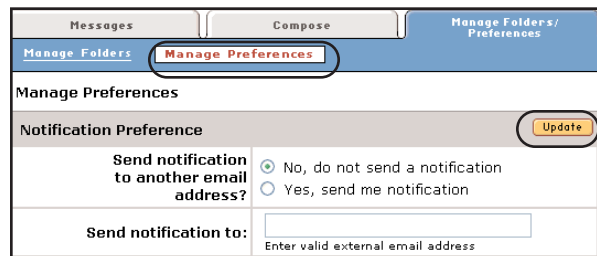 Messages
Compose
Manage Folders/
Preferences
Manage Folders
Manage Preferences
Manage Preferences
Notification Preference
Update
Send notification
to another email
address?
No, do not send a notification
Yes, send me notification
Send notification to:
Enter valid external email address